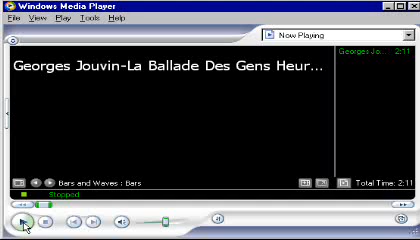 Windows Media Player
File View Play Tools Help
Now Playing
Georges Jo... 2:11
Georges Jouvin-La Ballade Des Gens Heur...
Bars and Waves : Bars
Total Time: 2:11
Stopped